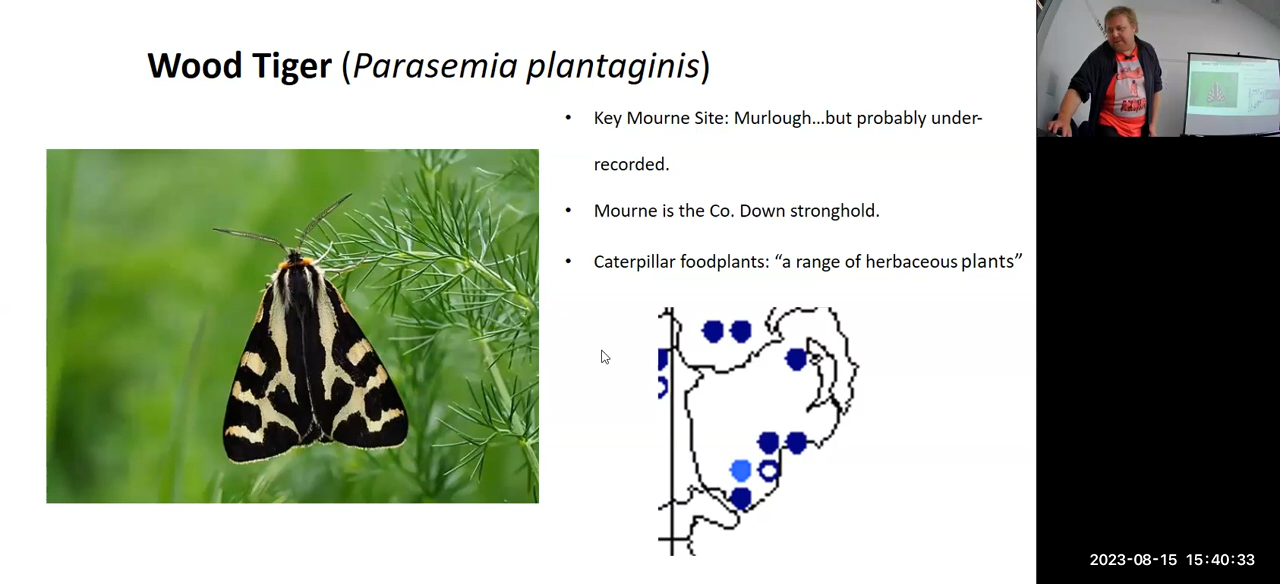 Wood Tiger (Parasemia plantaginis)
• Key Mourne Site: Murlough...but probably under-
recorded.
• Mourne is the Co. Down stronghold.
• Caterpillar foodplants: “a range of herbaceous plants”
2023-08-15 15:40:33